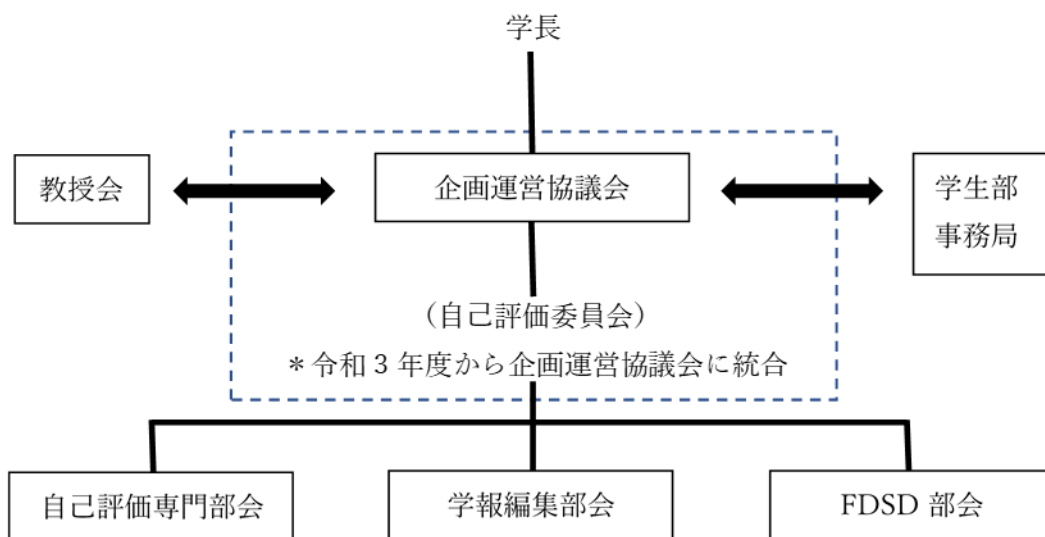 学長
教授会
企画運営協議会
学生部
事務局
（自己評価委員会）
＊令和 3 年度から企画運営協議会に統合
自己評価専門部会
学報編集部会
FDSD 部会